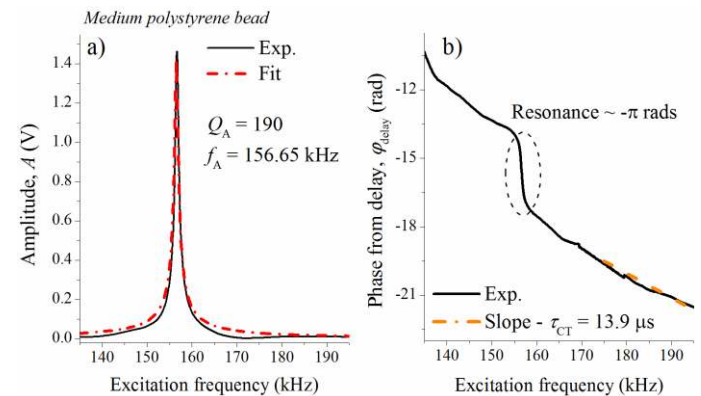 Medium polystyrene bead
a)
Exp.
Fit
Q_A = 190
f_A = 156.65 kHz
Amplitude, A (V)
1.4
1.2
1.0
0.8
0.6
0.4
0.2
0.0
140 150 160 170 180 190
Excitation frequency (kHz)
b)
Resonance ~ -π rads
Phase from delay, φ_delay (rad)
-12
-15
-18
-21
Exp.
Slope - τ_CT = 13.9 μs
140 150 160 170 180 190
Excitation frequency (kHz)